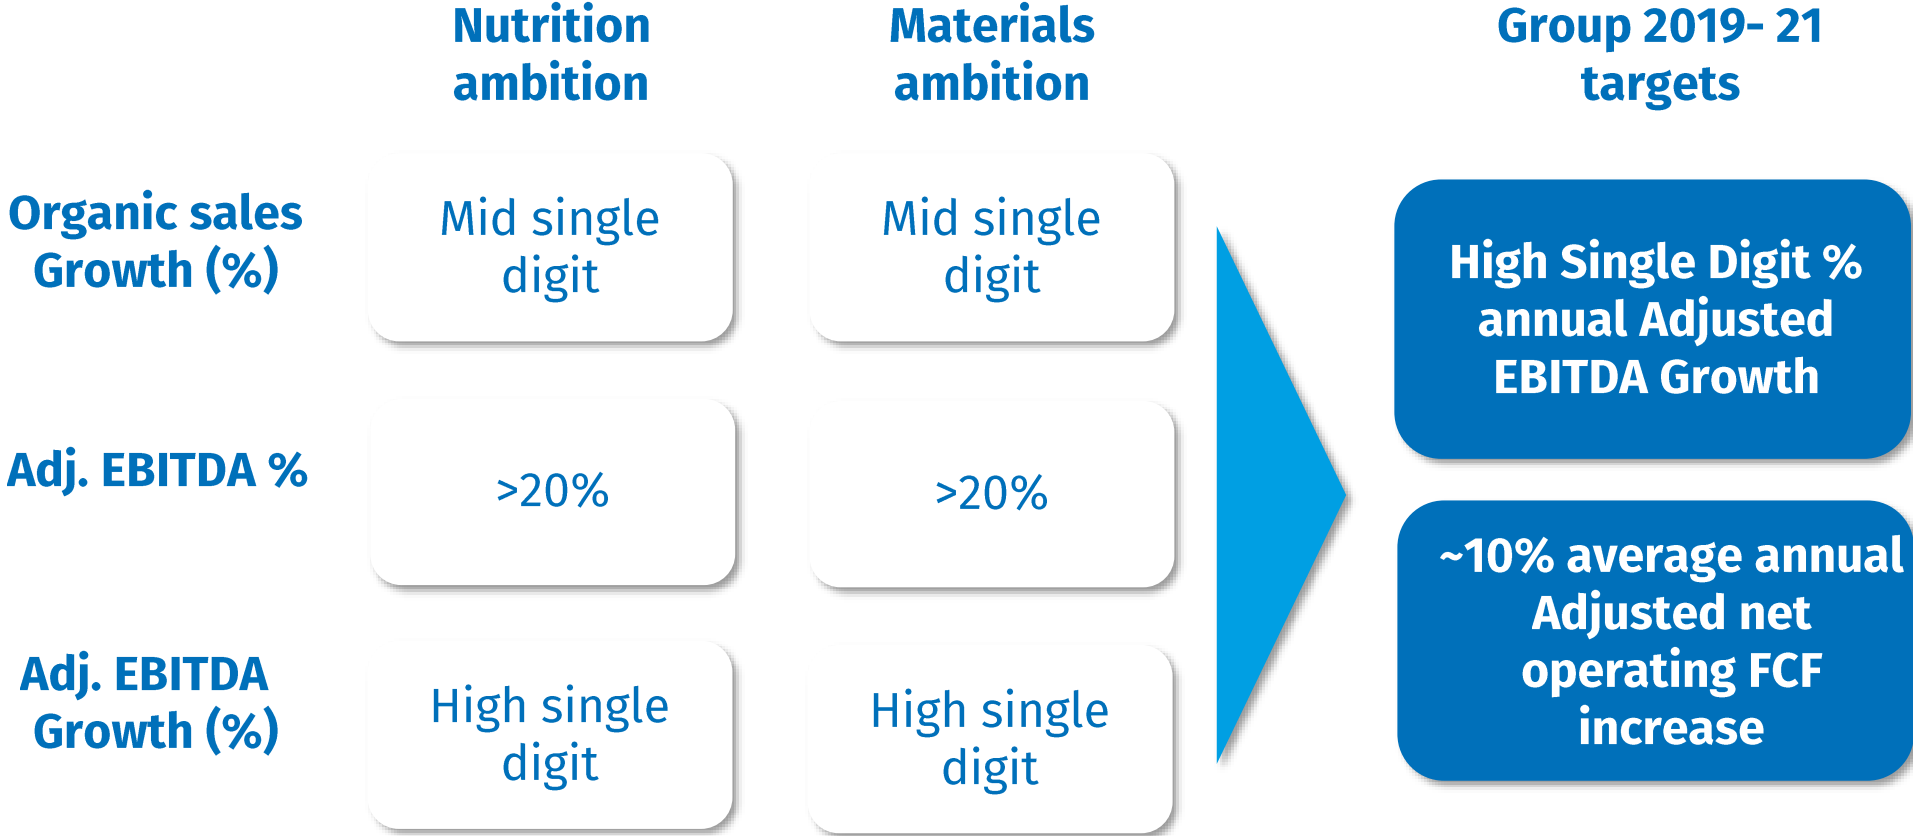 Nutrition
ambition
Materials
ambition
Group 2019- 21
targets
Organic sales
Growth (%)
Mid single
digit
Mid single
digit
High Single Digit %
annual Adjusted
EBITDA Growth
Adj. EBITDA %
>20%
>20%
~10% average annual
Adjusted net
operating FCF
increase
Adj. EBITDA
Growth (%)
High single
digit
High single
digit